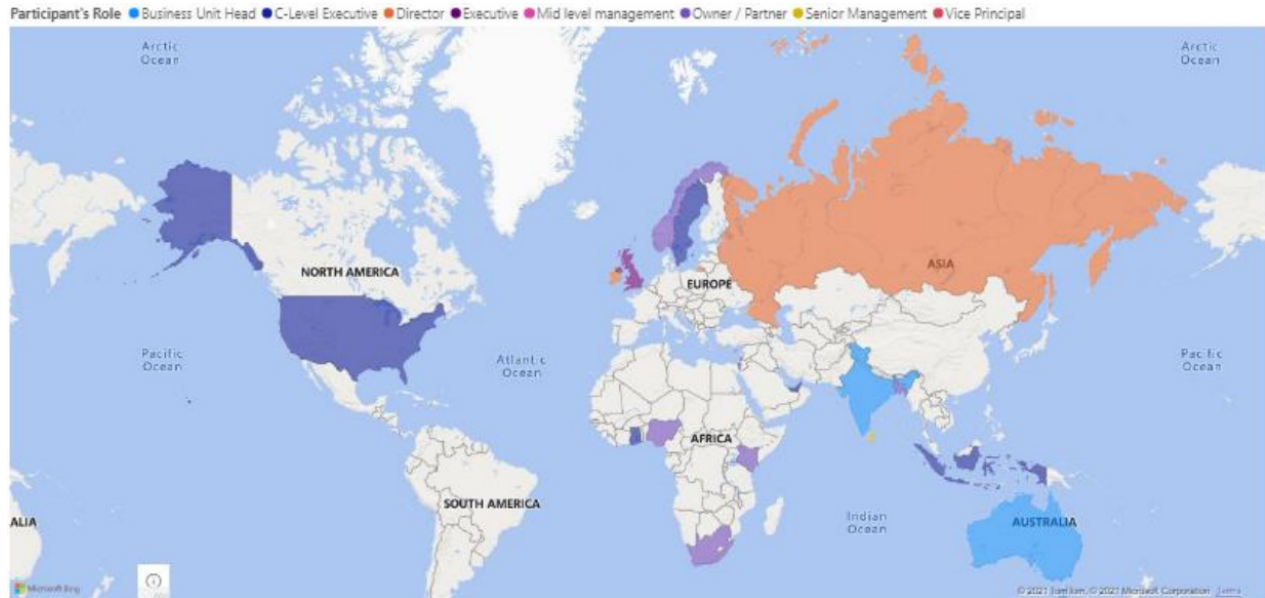 Participant's Role Business Unit Head C-Level Executive Director Executive Mid level management Owner / Partner Senior Management Vice Principal
Arctic
Ocean
Arctic
Ocean
NORTH AMERICA
ASIA
EUROPE
Pacific
Ocean
Atlantic
Ocean
Pacific
Ocean
AFRICA
SOUTH AMERICA
Indian
Ocean
ALIA
AUSTRALIA
Microsoft Bing
© 2021 TomTom, © 2021 Microsoft Corporation Terms